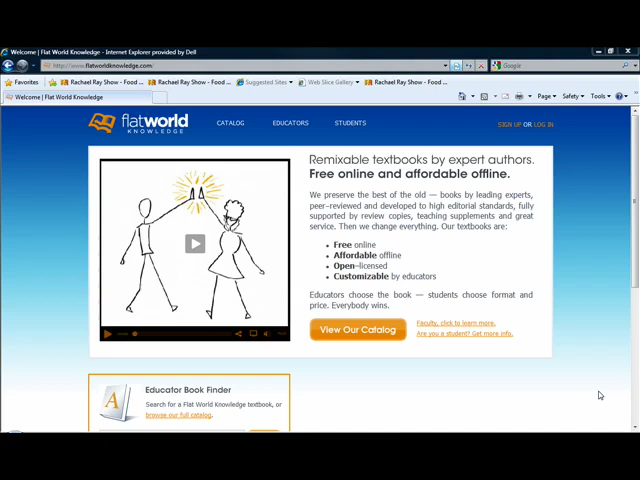 Welcome | Flat World Knowledge - Internet Explorer provided by Dell
http://www.flatworldknowledge.com/
Google
Favorites Rachael Ray Show - Food ... Rachael Ray Show - Food ... Suggested Sites Web Slice Gallery Rachael Ray Show - Food ...
Welcome | Flat World Knowledge
Page Safety Tools
flatworld
KNOWLEDGE
CATALOG EDUCATORS STUDENTS
SIGN UP OR LOG IN
Remixable textbooks by expert authors.
Free online and affordable offline.
We preserve the best of the old — books by leading experts,
peer-reviewed and developed to high editorial standards, fully
supported by review copies, teaching supplements and great
service. Then we change everything. Our textbooks are:
Free online
Affordable offline
Open-licensed
Customizable by educators
Educators choose the book — students choose format and
price. Everybody wins.
View Our Catalog
Faculty, click to learn more.
Are you a student? Get more info.
A
Educator Book Finder
Search for a Flat World Knowledge textbook, or
browse our full catalog.